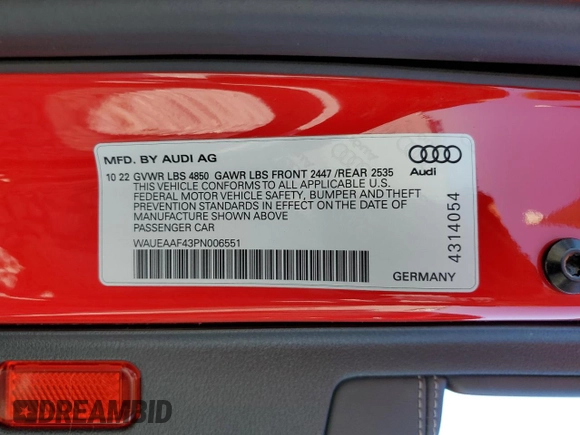 MFD. BY AUDI AG
10 22 GVWR LBS 4850 GAWR LBS FRONT 2447 /REAR 2535
THIS VEHICLE CONFORMS TO ALL APPLICABLE U.S.
FEDERAL MOTOR VEHICLE SAFETY, BUMPER AND THEFT
PREVENTION STANDARDS IN EFFECT ON THE DATE OF
MANUFACTURE SHOWN ABOVE
PASSENGER CAR
WAUEAAF43PN006551
Audi
4314054
GERMANY
DREAMBID